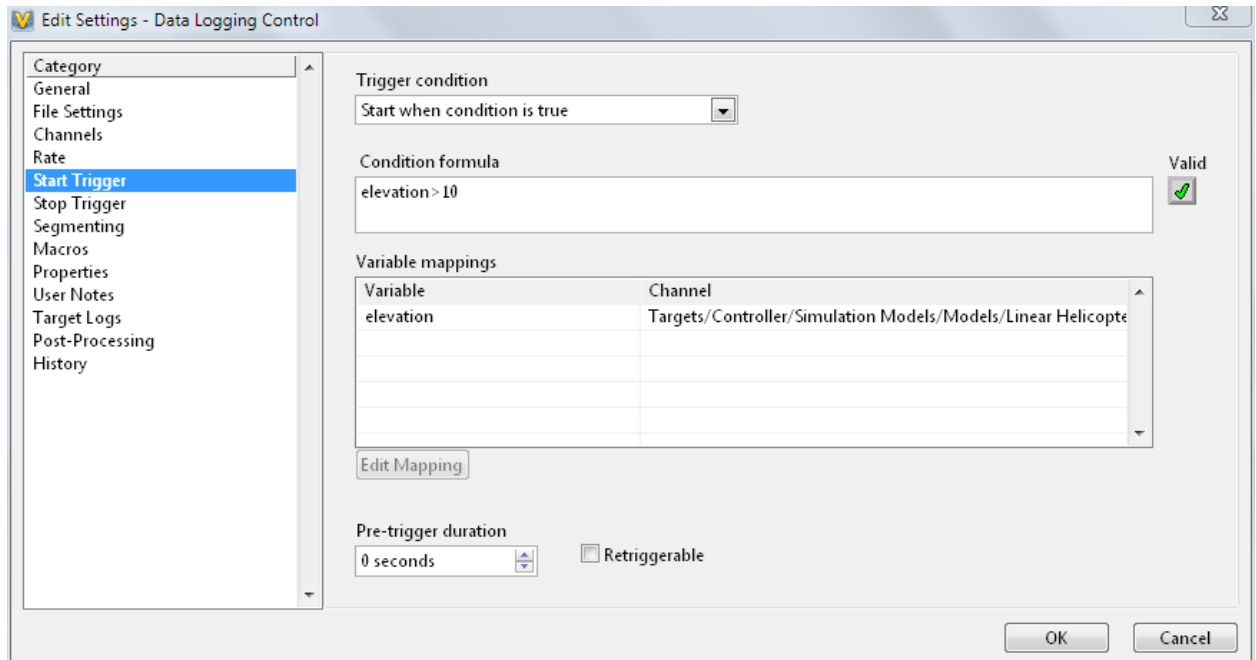 Edit Settings - Data Logging Control
Category
General
File Settings
Channels
Rate
Start Trigger
Stop Trigger
Segmenting
Macros
Properties
User Notes
Target Logs
Post-Processing
History
Trigger condition
Start when condition is true
Condition formula
Valid
elevation>10
Variable mappings
Variable Channel
elevation Targets/Controller/Simulation Models/Models/Linear Helicopte
Edit Mapping
Pre-trigger duration
0 seconds
Retriggerable
OK Cancel